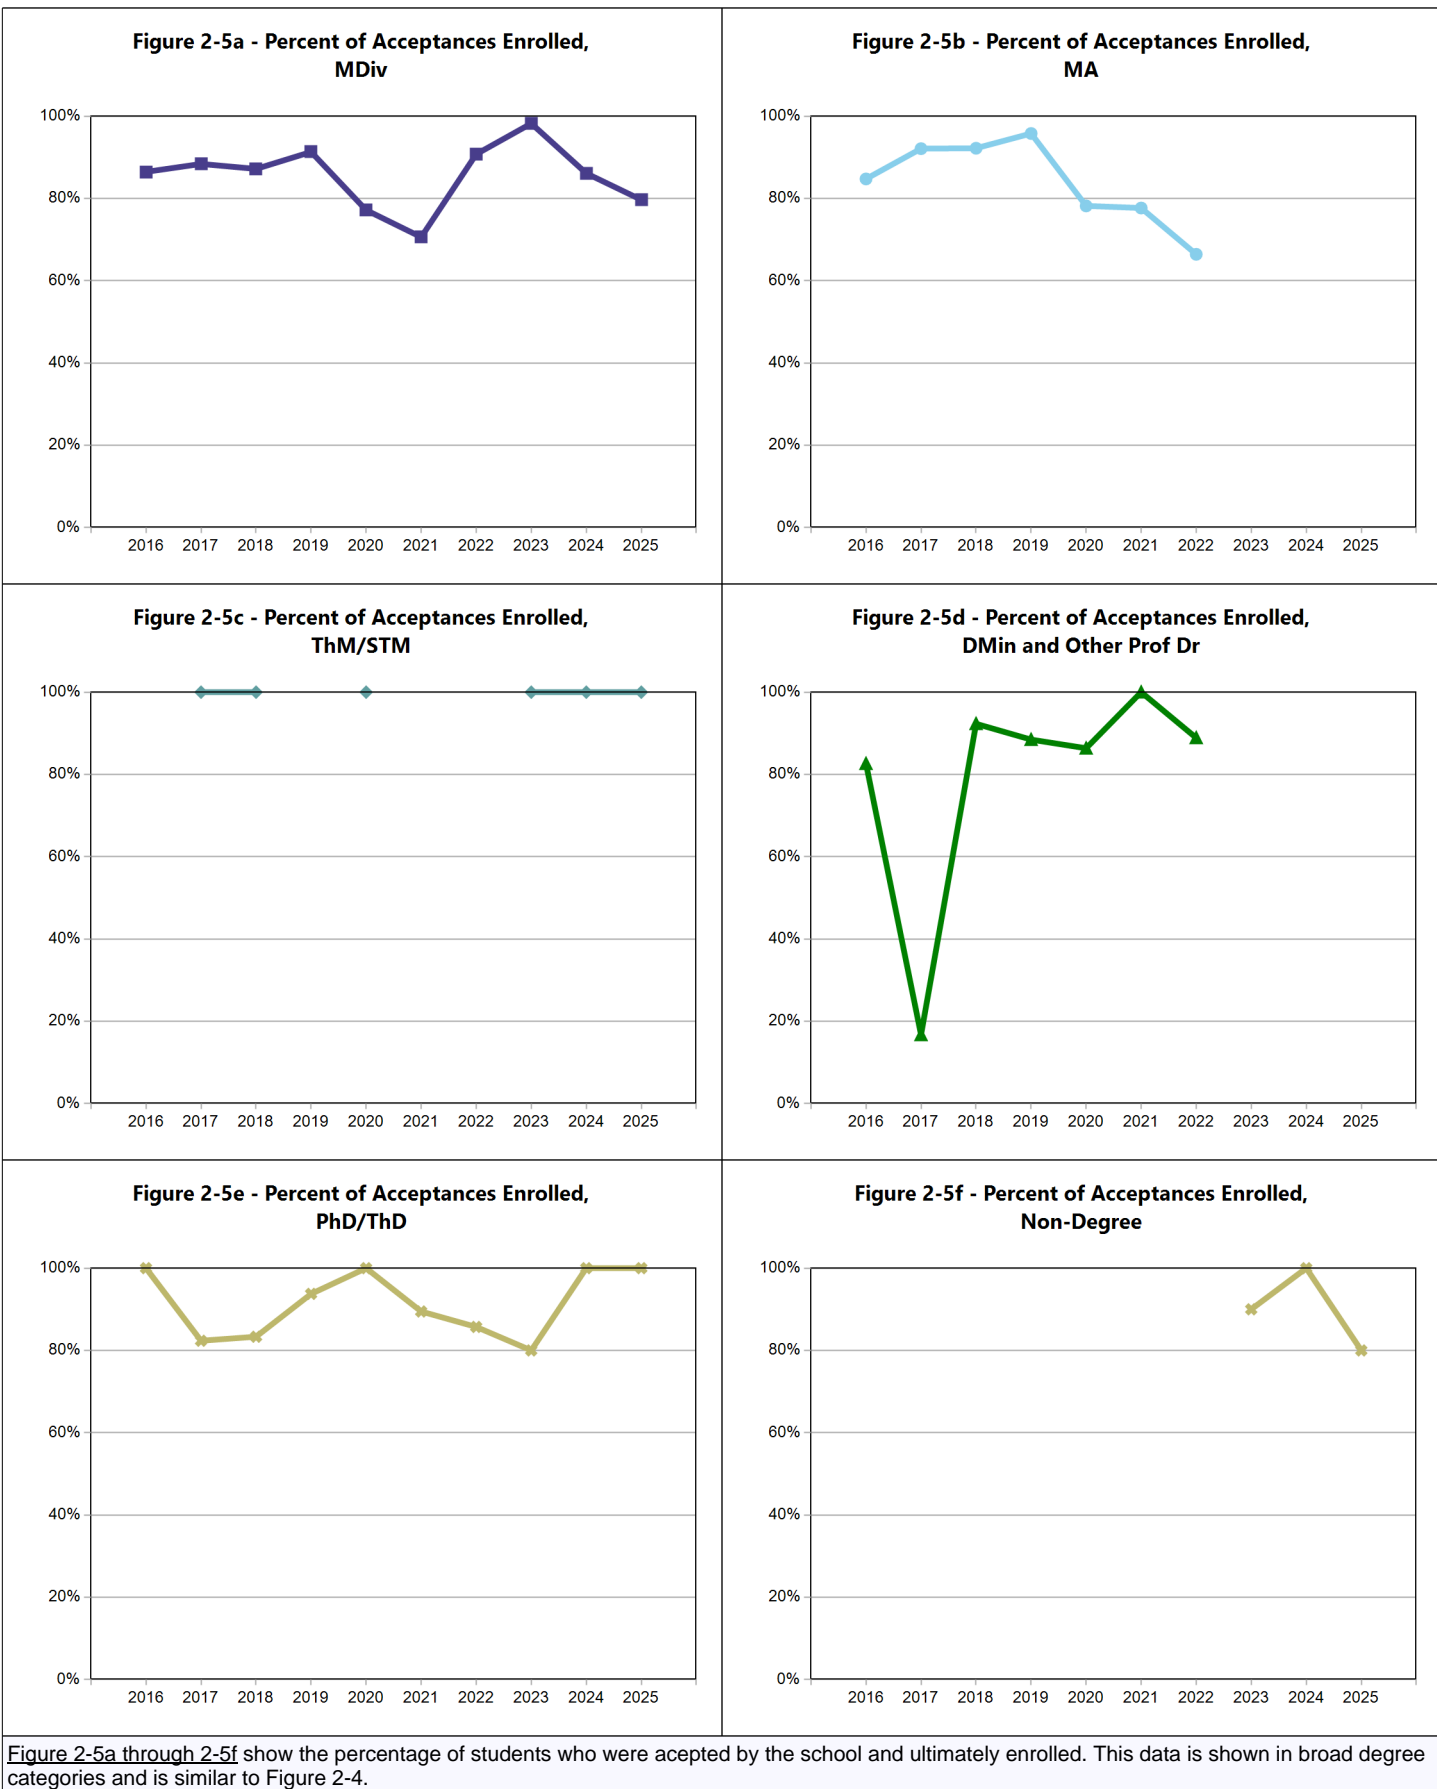 Figure 2-5a - Percent of Acceptances Enrolled,
MDiv
100%
80%
60%
40%
20%
0%
2016 2017 2018 2019 2020 2021 2022 2023 2024 2025
Figure 2-5b - Percent of Acceptances Enrolled,
MA
100%
80%
60%
40%
20%
0%
2016 2017 2018 2019 2020 2021 2022 2023 2024 2025
Figure 2-5c - Percent of Acceptances Enrolled,
ThM/STM
100%
80%
60%
40%
20%
0%
2016 2017 2018 2019 2020 2021 2022 2023 2024 2025
Figure 2-5d - Percent of Acceptances Enrolled,
DMin and Other Prof Dr
100%
80%
60%
40%
20%
0%
2016 2017 2018 2019 2020 2021 2022 2023 2024 2025
Figure 2-5e - Percent of Acceptances Enrolled,
PhD/ThD
100%
80%
60%
40%
20%
0%
2016 2017 2018 2019 2020 2021 2022 2023 2024 2025
Figure 2-5f - Percent of Acceptances Enrolled,
Non-Degree
100%
80%
60%
40%
20%
0%
2016 2017 2018 2019 2020 2021 2022 2023 2024 2025
Figure 2-5a through 2-5f show the percentage of students who were acepted by the school and ultimately enrolled. This data is shown in broad degree
categories and is similar to Figure 2-4.